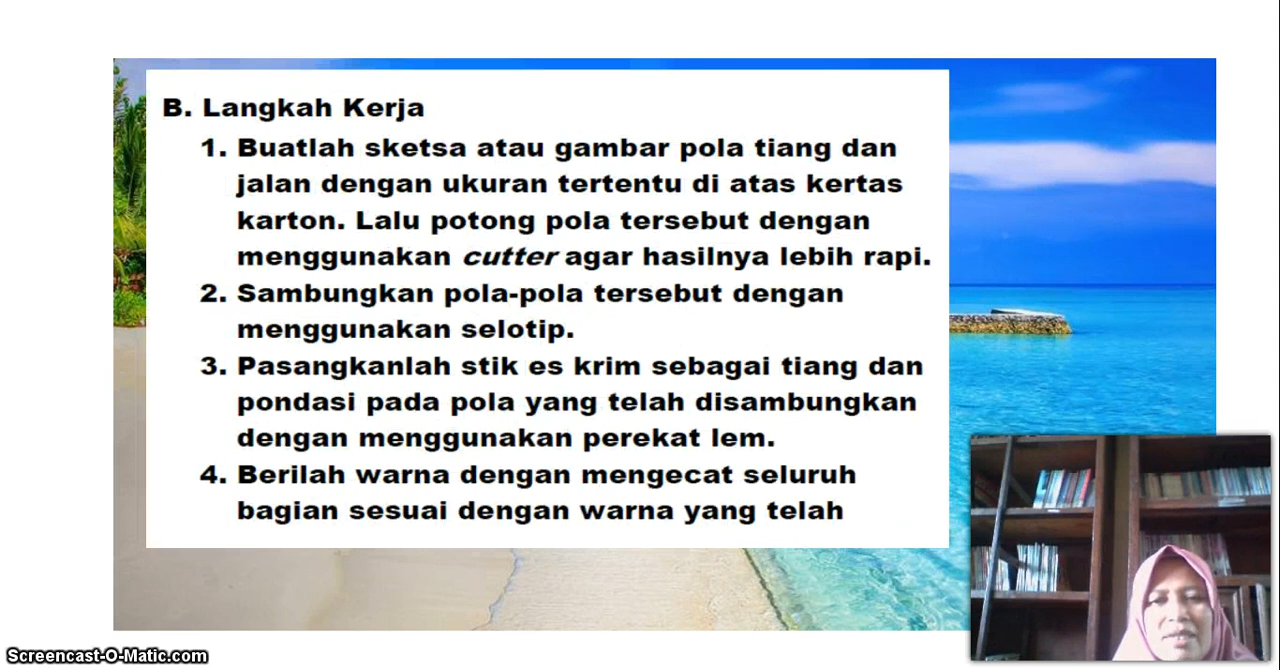 B. Langkah Kerja
1. Buatlah sketsa atau gambar pola tiang dan
jalan dengan ukuran tertentu di atas kertas
karton. Lalu potong pola tersebut dengan
menggunakan cutter agar hasilnya lebih rapi.
2. Sambungkan pola-pola tersebut dengan
menggunakan selotip.
3. Pasangkanlah stik es krim sebagai tiang dan
pondasi pada pola yang telah disambungkan
dengan menggunakan perekat lem.
4. Berilah warna dengan mengecat seluruh
bagian sesuai dengan warna yang telah
Screencast-O-Matic.com